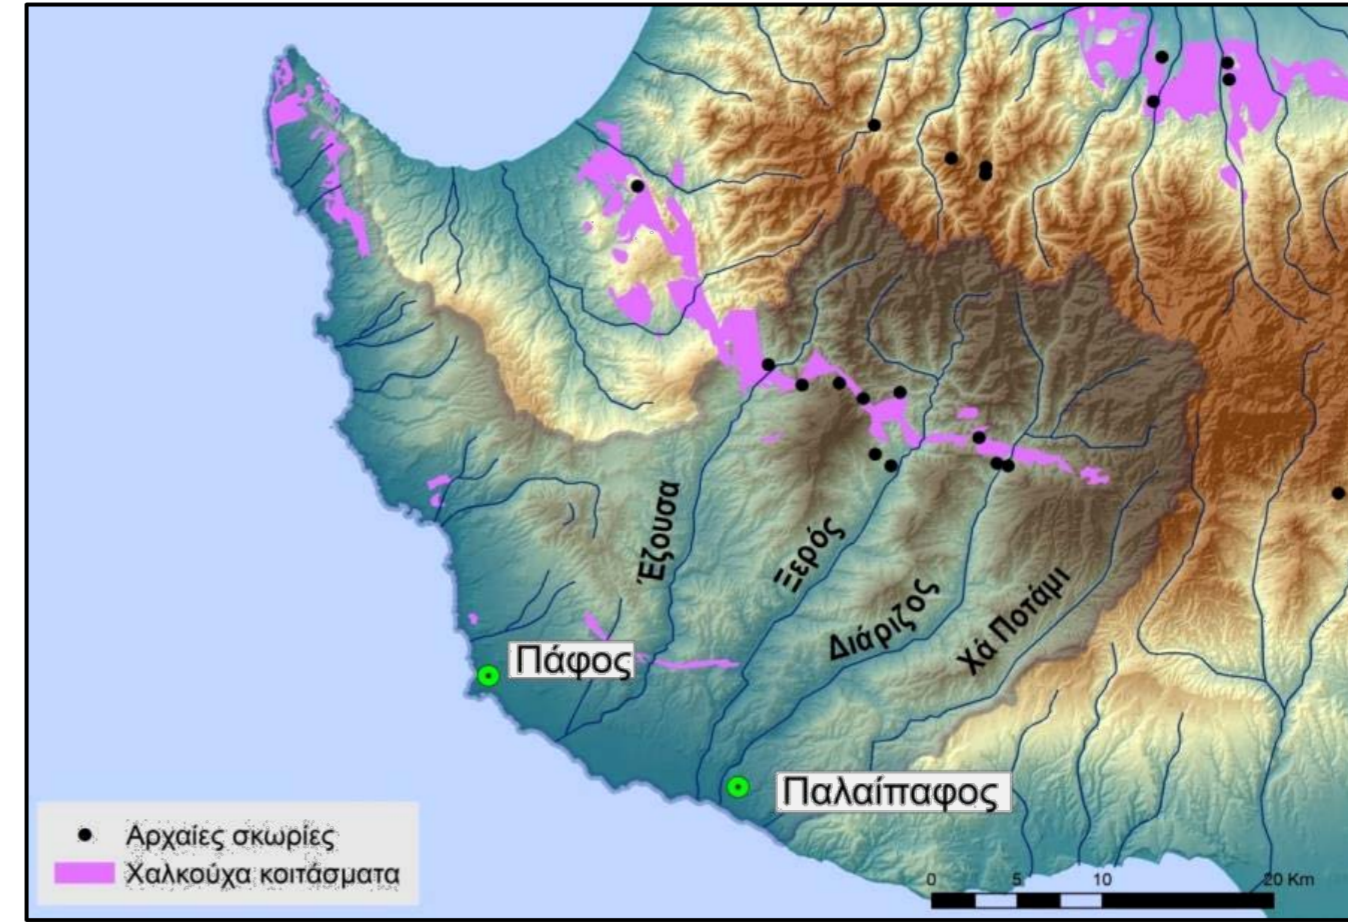 Έζουσα
Ξερός
Διάριζος
Χά Ποτάμι
Πάφος
Παλαίπαφος
Αρχαίες σκωρίες
Χαλκούχα κοιτάσματα
0 5 10 20 Km